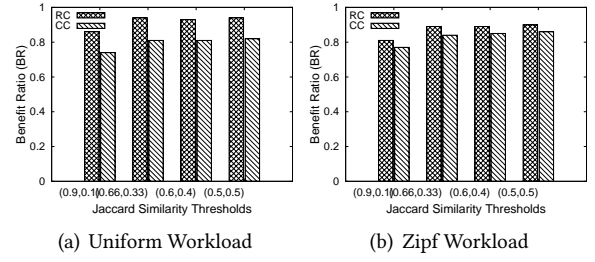 RC
CC
Benefit Ratio (BR)
1
0.8
0.6
0.4
0.2
0
(0.9,0.1)
(0.66,0.33)
(0.6,0.4)
(0.5,0.5)
Jaccard Similarity Thresholds
(a) Uniform Workload
RC
CC
Benefit Ratio (BR)
1
0.8
0.6
0.4
0.2
0
(0.9,0.1)
(0.66,0.33)
(0.6,0.4)
(0.5,0.5)
Jaccard Similarity Thresholds
(b) Zipf Workload